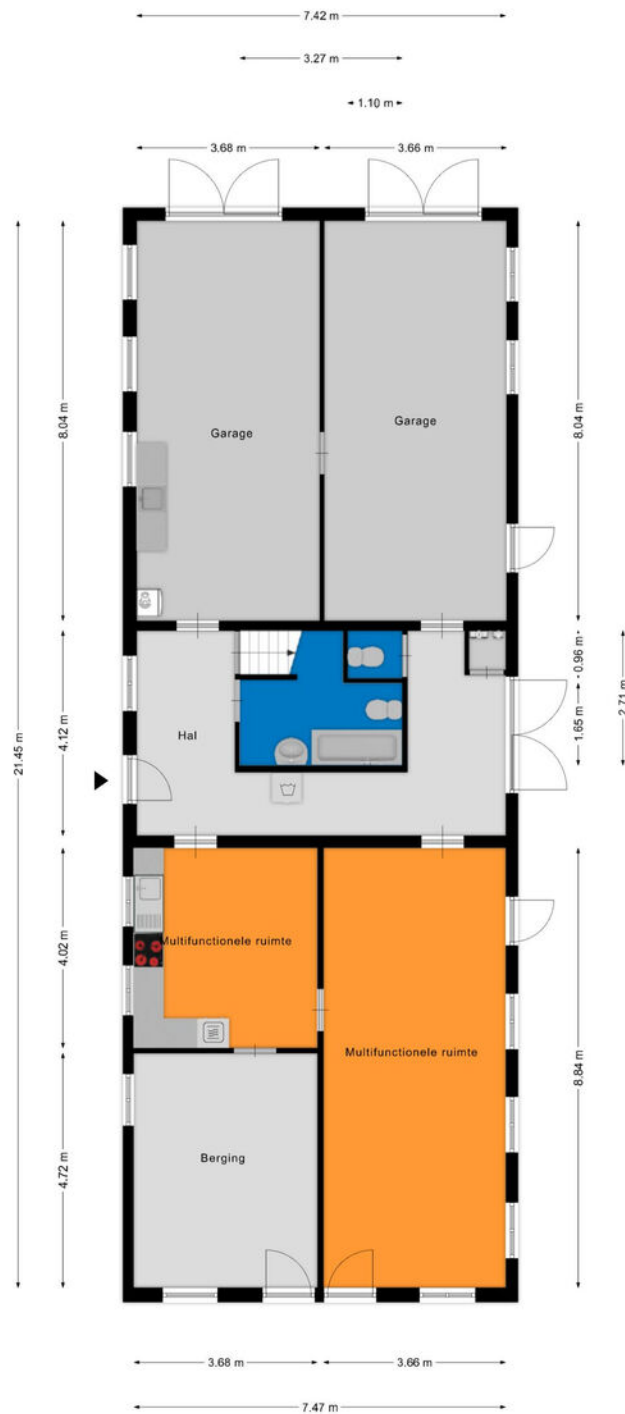 7.42 m
3.27 m
1.10 m
3.68 m
3.66 m
21.45 m
8.04 m
8.04 m
Garage
Garage
4.12 m
0.96 m
1.65 m
2.71 m
Hal
4.02 m
Multifunctionele ruimte
Multifunctionele ruimte
8.84 m
4.72 m
Berging
3.68 m
3.66 m
7.47 m